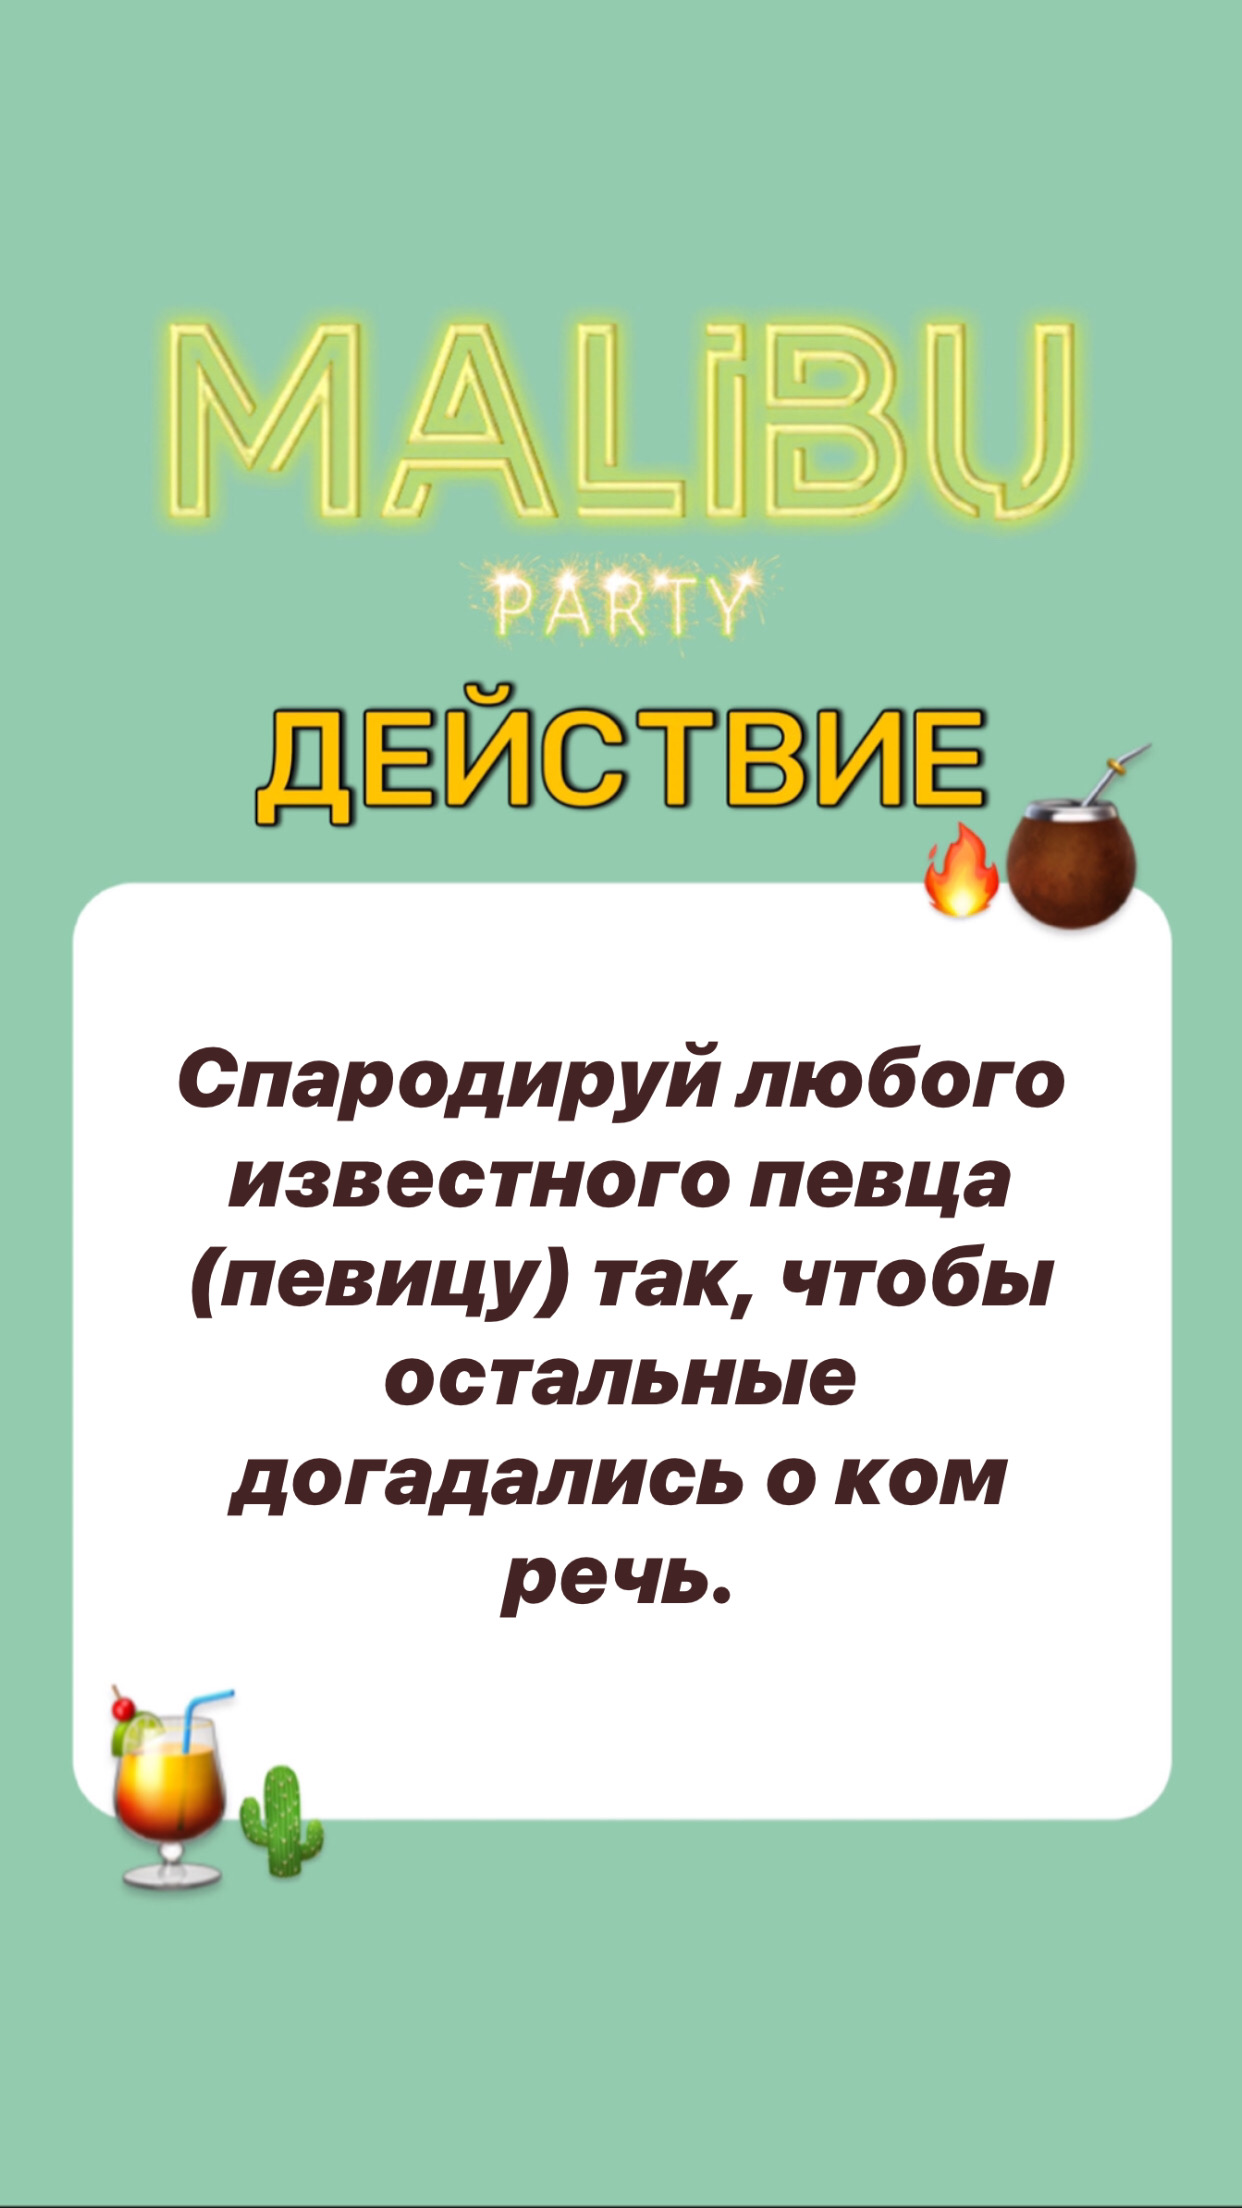 MALiBU
PARTY
ДЕЙСТВИЕ
Спародируй любого
известного певца
(певицу) так, чтобы
остальные
догадались о ком
речь.